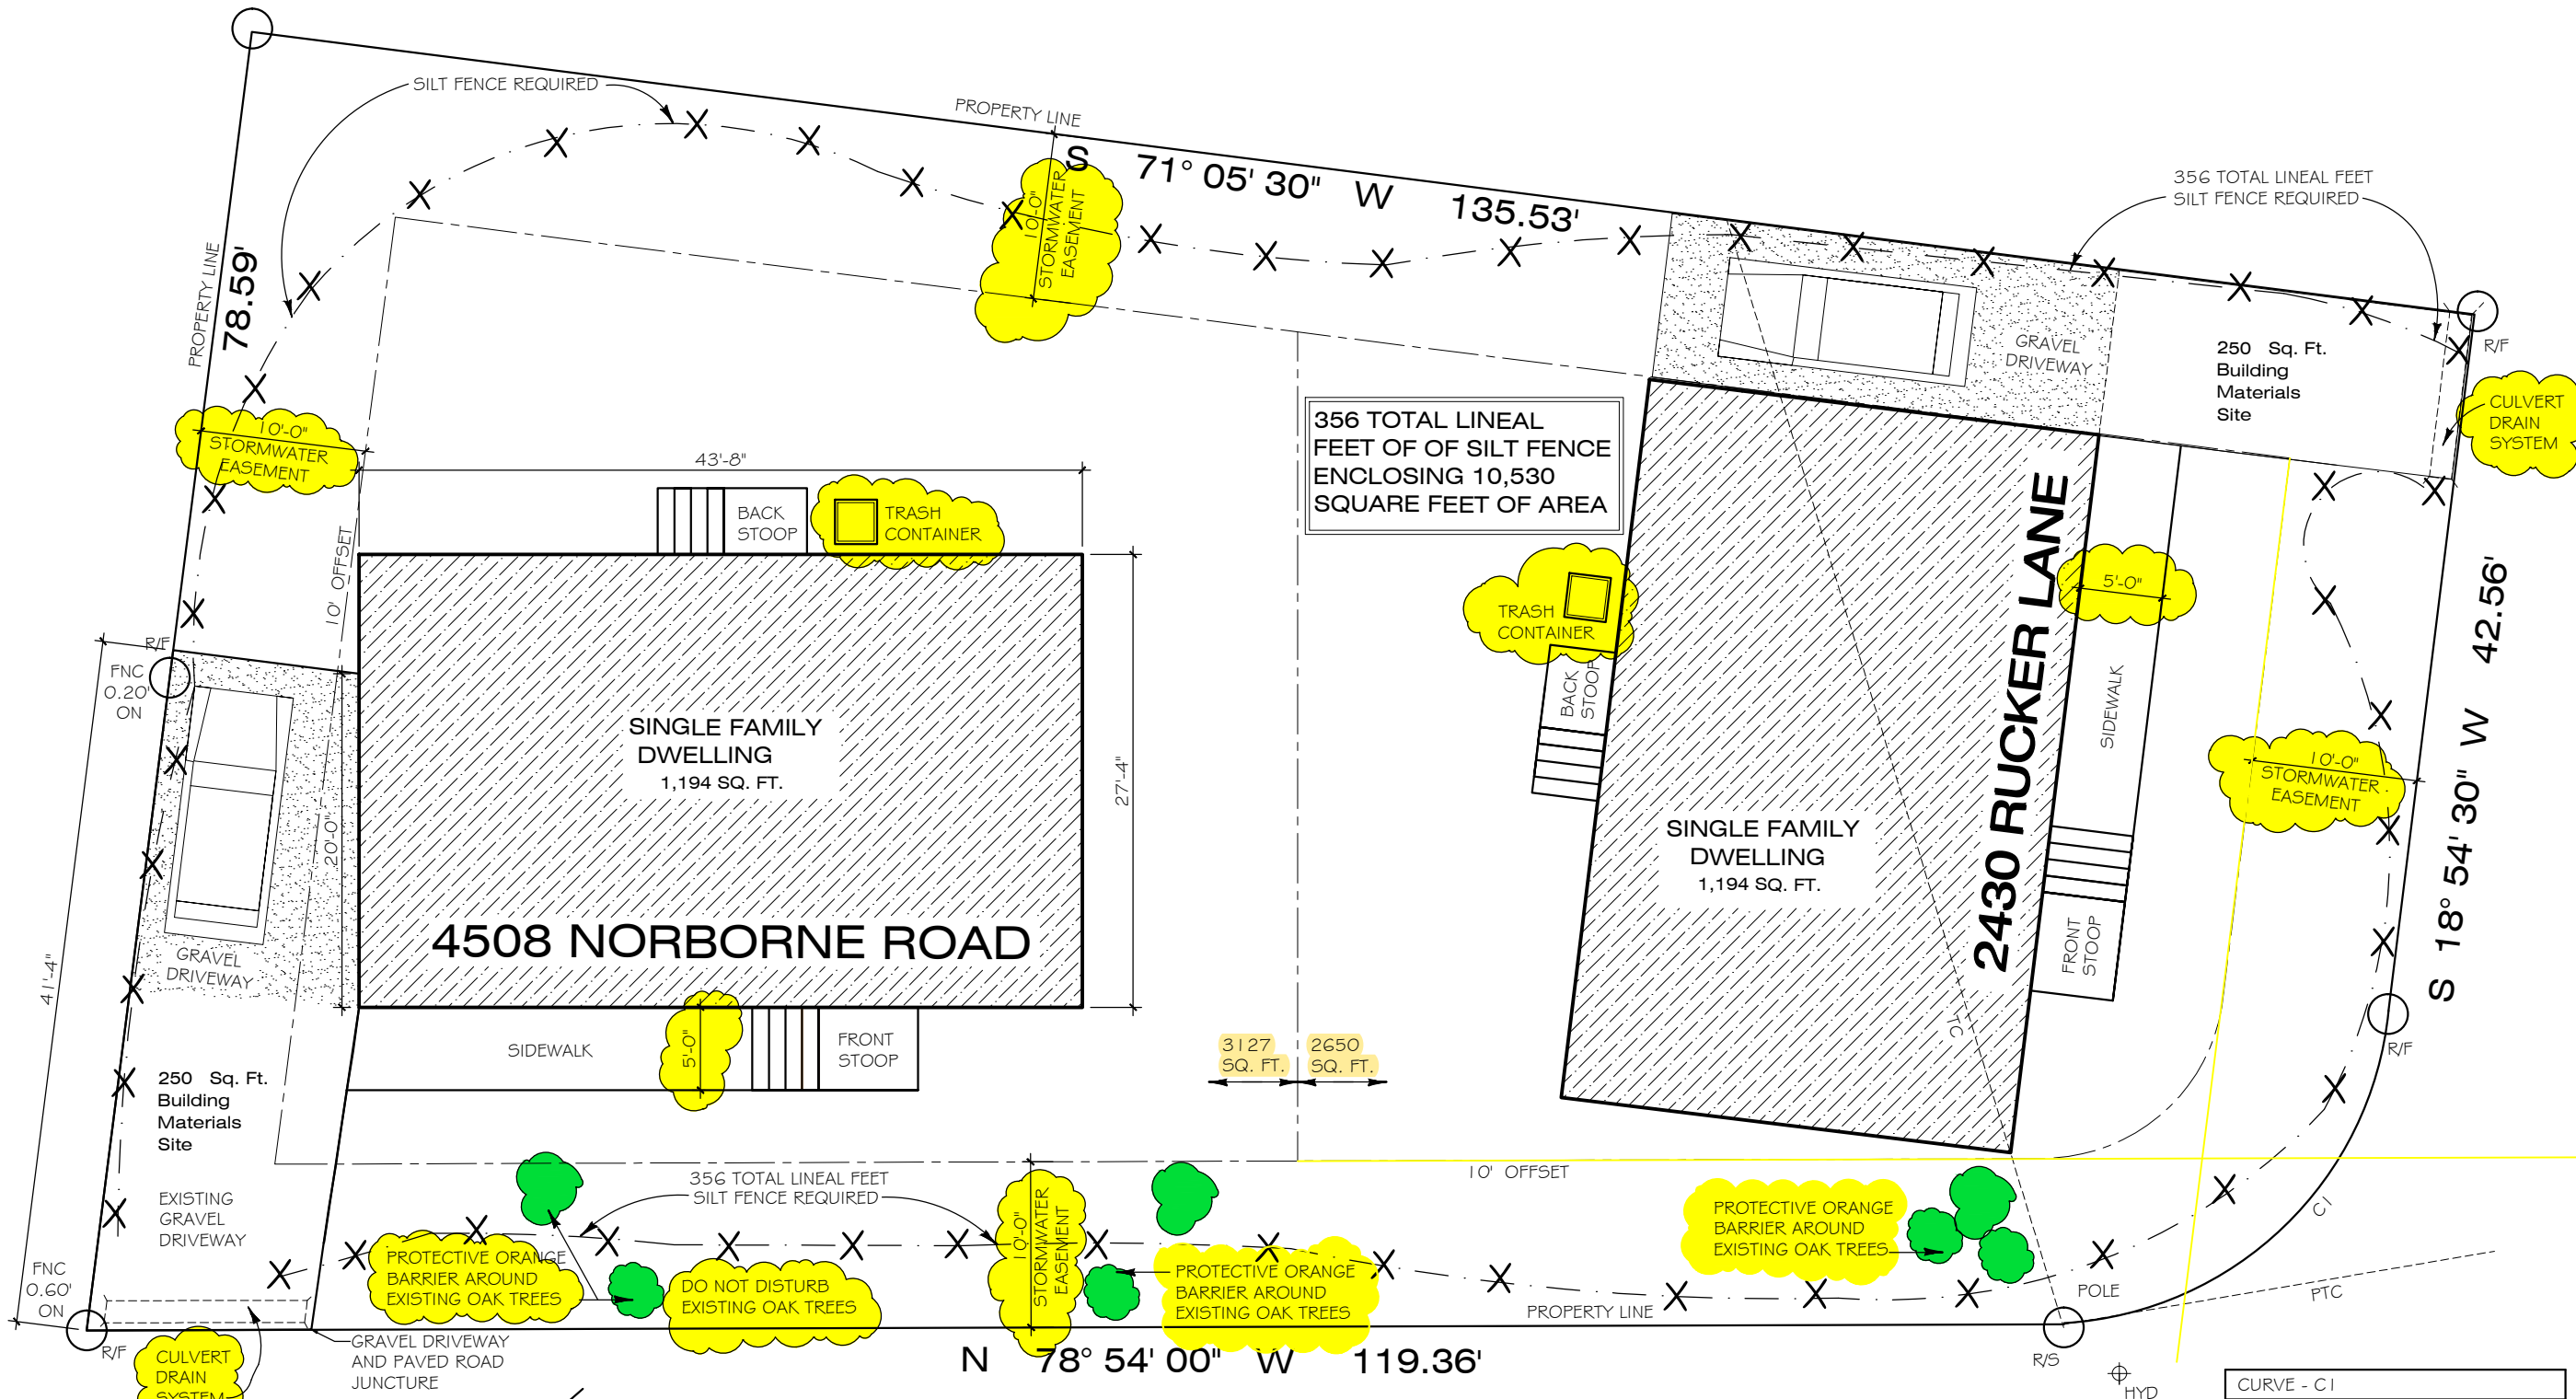 SILT FENCE REQUIRED
PROPERTY LINE
S 71° 05' 30" W 135.53'
356 TOTAL LINEAL FEET
SILT FENCE REQUIRED
PROPERTY LINE
78.59'
10'-0"
STORMWATER
EASEMENT
GRAVEL
DRIVEWAY
250 Sq. Ft.
Building
Materials
Site
R/F
CULVERT
DRAIN
SYSTEM
10'-0"
STORMWATER
EASEMENT
43'-8"
356 TOTAL LINEAL
FEET OF OF SILT FENCE
ENCLOSING 10,530
SQUARE FEET OF AREA
BACK
STOOP
TRASH
CONTAINER
10' OFFSET
TRASH
CONTAINER
BACK
STOOP
5'-0"
2430 RUCKER LANE
SIDEWALK
S 18° 54' 30" W 42.56'
R/F
FNC
0.20'
ON
SINGLE FAMILY
DWELLING
1,194 SQ. FT.
27'-4"
20'-0"
10'-0"
STORMWATER
EASEMENT
SINGLE FAMILY
DWELLING
1,194 SQ. FT.
4508 NORBORNE ROAD
GRAVEL
DRIVEWAY
41'-4"
FRONT
STOOP
TC
SIDEWALK
5'-0"
FRONT
STOOP
3127
SQ. FT.
2650
SQ. FT.
R/F
250 Sq. Ft.
Building
Materials
Site
356 TOTAL LINEAL FEET
SILT FENCE REQUIRED
10' OFFSET
EXISTING
GRAVEL
DRIVEWAY
PROTECTIVE ORANGE
BARRIER AROUND
EXISTING OAK TREES
DO NOT DISTURB
EXISTING OAK TREES
10'-0"
STORMWATER
EASEMENT
PROTECTIVE ORANGE
BARRIER AROUND
EXISTING OAK TREES
PROTECTIVE ORANGE
BARRIER AROUND
EXISTING OAK TREES
C1
FNC
0.60'
ON
PROPERTY LINE
POLE
PTC
R/F
CULVERT
DRAIN
SYSTEM
GRAVEL DRIVEWAY
AND PAVED ROAD
JUNCTURE
N 78° 54' 00" W 119.36'
R/S
HYD
CURVE - C1